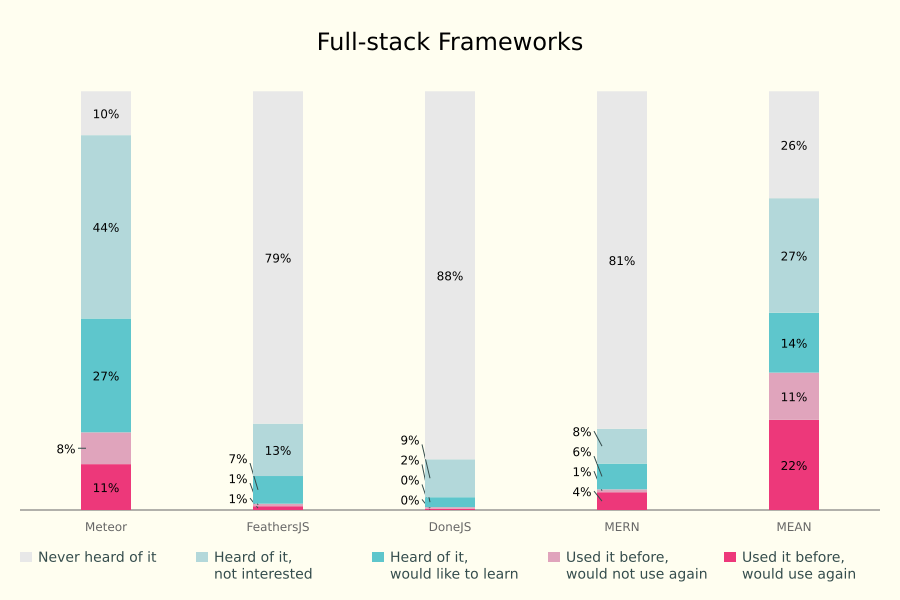 Full-stack Frameworks
10%
44%
27%
8%
11%
79%
13%
7%
1%
1%
88%
9%
2%
0%
0%
81%
8%
6%
1%
4%
26%
27%
14%
11%
22%
Meteor
FeathersJS
DoneJS
MERN
MEAN
Never heard of it
Heard of it,
not interested
Heard of it,
would like to learn
Used it before,
would not use again
Used it before,
would use again